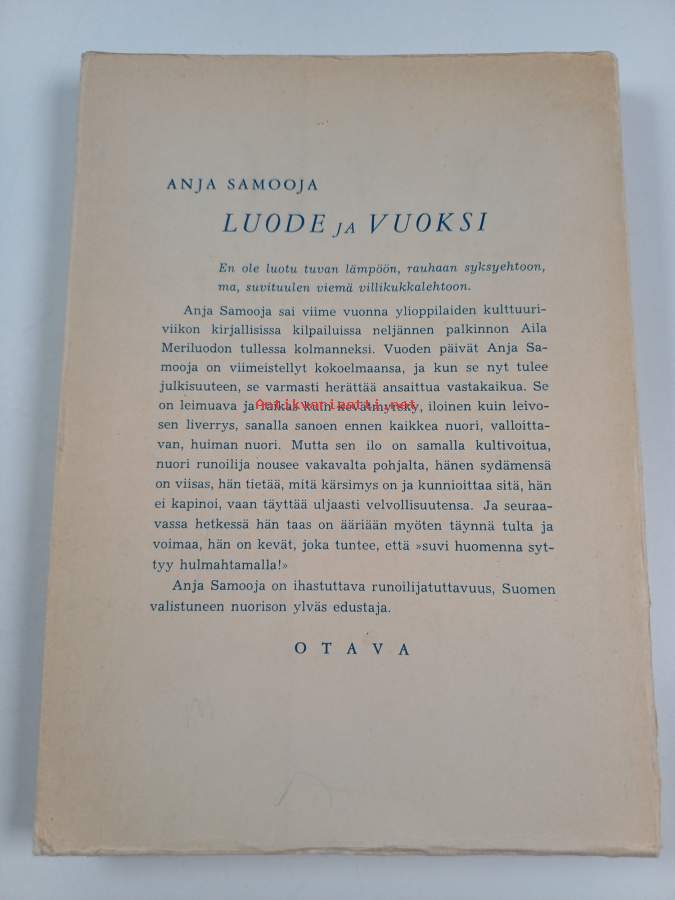 ANJA SAMOOJA
LUODE JA VUOKSI
En ole luotu tuvan lämpöön, rauhaan syksyehtoon,
ma, suvituulen viemä villikukkalehtoon.
Anja Samooja sai viime vuonna ylioppilaiden kulttuuri-
viikon kirjallisissa kilpailuissa neljännen palkinnon Aila
Meriluodon tullessa kolmanneksi. Vuoden päivät Anja Sa-
mooja on viimeistellyt kokoelmaansa, ja kun se nyt tulee
julkisuuteen, se varmasti herättää ansaittua vastakaikua. Se
on leimuava ja raikas kuin kevätmyrsky, iloinen kuin leivo-
Antikvariaatti.net
sen liverrys, sanalla sanoen ennen kaikkea nuori, valloitta-
van, huiman nuori. Mutta sen ilo on samalla kultivoitua,
nuori runoilija nousee vakavalta pohjalta, hänen sydämensä
on viisas, hän tietää, mitä kärsimys on ja kunnioittaa sitä, hän
ei kapinoi, vaan täyttää uljaasti velvollisuutensa. Ja seuraa-
vassa hetkessä hän taas on ääriään myöten täynnä tulta ja
voimaa, hän on kevät, joka tuntee, että »suvi huomenna syt-
tyy hulmahtamalla!»
Anja Samooja on ihastuttava runoilijatuttavuus, Suomen
valistuneen nuorison ylväs edustaja.
OTAVA